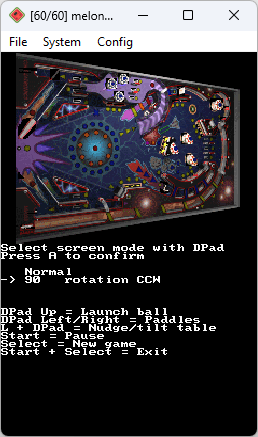 [60/60] melon...
File System Config
Select screen mode with DPad
Press A to confirm
Normal
-> 90 rotation CCW
DPad Up = Launch ball
DPad Left/Right = Paddles
L + DPad = Nudge/tilt table
Start = Pause
Select = New game
Start + Select = Exit